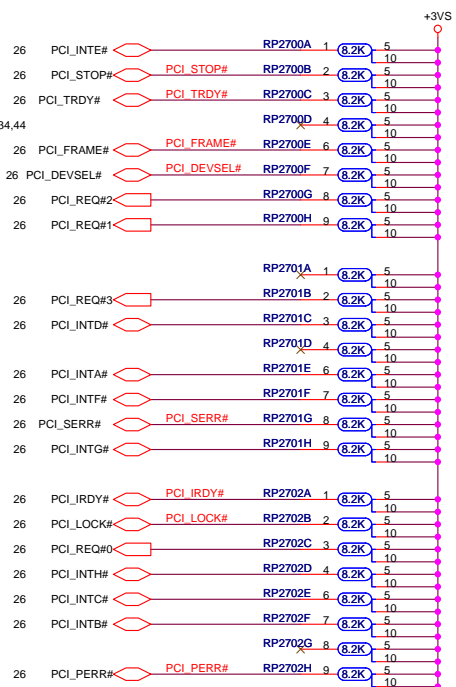 +3VS
26 PCI_INTE# RP2700A 1 8.2K 5
10
26 PCI_STOP# PCI_STOP# RP2700B 2 8.2K 5
10
26 PCI_TRDY# PCI_TRDY# RP2700C 3 8.2K 5
10
34,44 RP2700D 4 8.2K 5
10
26 PCI_FRAME# PCI_FRAME# RP2700E 6 8.2K 5
10
26 PCI_DEVSEL# PCI_DEVSEL# RP2700F 7 8.2K 5
10
26 PCI_REQ#2 RP2700G 8 8.2K 5
10
26 PCI_REQ#1 RP2700H 9 8.2K 5
10
RP2701A 1 8.2K 5
10
26 PCI_REQ#3 RP2701B 2 8.2K 5
10
26 PCI_INTD# RP2701C 3 8.2K 5
10
RP2701D 4 8.2K 5
10
26 PCI_INTA# RP2701E 6 8.2K 5
10
26 PCI_INTF# RP2701F 7 8.2K 5
10
26 PCI_SERR# PCI_SERR# RP2701G 8 8.2K 5
10
26 PCI_INTG# RP2701H 9 8.2K 5
10
26 PCI_IRDY# PCI_IRDY# RP2702A 1 8.2K 5
10
26 PCI_LOCK# PCI_LOCK# RP2702B 2 8.2K 5
10
26 PCI_REQ#0 RP2702C 3 8.2K 5
10
26 PCI_INTH# RP2702D 4 8.2K 5
10
26 PCI_INTC# RP2702E 6 8.2K 5
10
26 PCI_INTB# RP2702F 7 8.2K 5
10
RP2702G 8 8.2K 5
10
26 PCI_PERR# PCI_PERR# RP2702H 9 8.2K 5
10